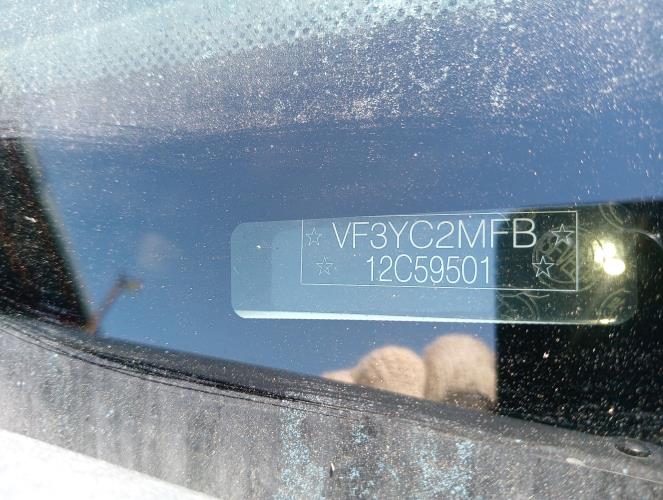 ☆ VF3YC2MFB ☆
☆ 12C59501 ☆